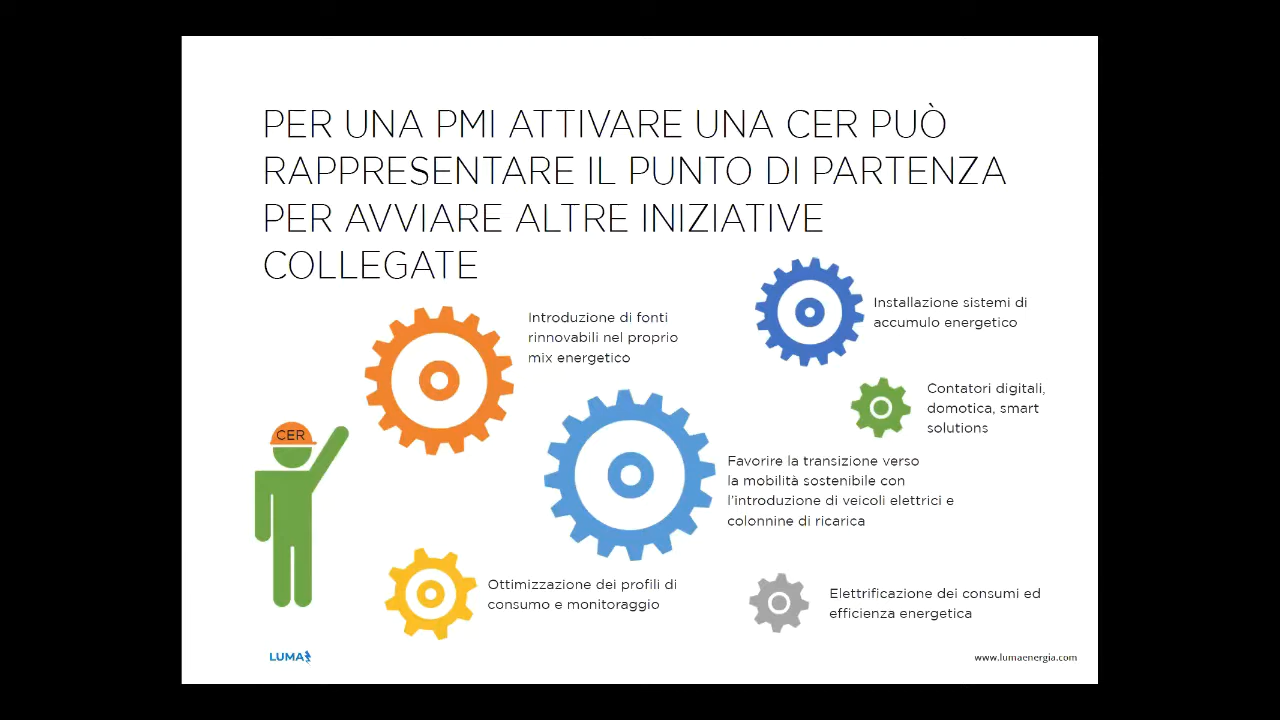 PER UNA PMI ATTIVARE UNA CER PUÒ
RAPPRESENTARE IL PUNTO DI PARTENZA
PER AVVIARE ALTRE INIZIATIVE
COLLEGATE
Introduzione di fonti
rinnovabili nel proprio
mix energetico
Installazione sistemi di
accumulo energetico
Contatori digitali,
domotica, smart
solutions
CER
Favorire la transizione verso
la mobilità sostenibile con
l'introduzione di veicoli elettrici e
colonnine di ricarica
Ottimizzazione dei profili di
consumo e monitoraggio
Elettrificazione dei consumi ed
efficienza energetica
LUMA
www.lumaenergia.com